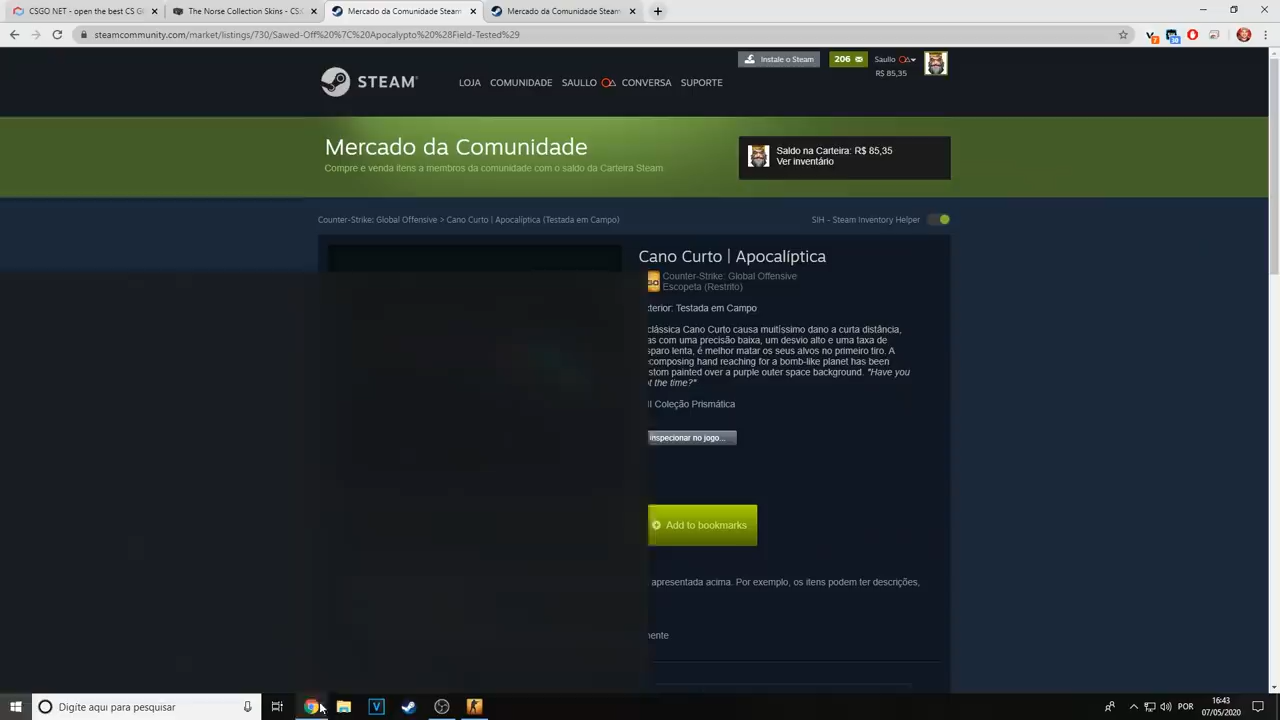 CSGO NET - open the best CS G
The Norse Collection Skins - CS
Mercado da Comunidade Steam
Mercado da Comunidade Steam
steamcommunity.com/market/listings/730/Sawed-Off%20%7C%20Apocalypto%20%28Field-Tested%29
Instale o Steam
206
Saullo
R$ 85,35
STEAM
LOJA COMUNIDADE SAULLO CONVERSA SUPORTE
Mercado da Comunidade
Compre e venda itens a membros da comunidade com o saldo da Carteira Steam
Saldo na Carteira: R$ 85,35
Ver inventário
Counter-Strike: Global Offensive > Cano Curto | Apocalíptica (Testada em Campo)
SIH - Steam Inventory Helper
Cano Curto | Apocalíptica
Counter-Strike: Global Offensive
Escopeta (Restrito)
xterior: Testada em Campo
clássica Cano Curto causa muitíssimo dano a curta distância,
as com uma precisão baixa, um desvio alto e uma taxa de
sparo lenta, é melhor matar os seus alvos no primeiro tiro. A
ecomposing hand reaching for a bomb-like planet has been
stom painted over a purple outer space background. "Have you
ot the time?"
II Coleção Prismática
Inspecionar no jogo...
Add to bookmarks
apresentada acima. Por exemplo, os itens podem ter descrições,
mente
Digite aqui para pesquisar
POR
16:43
07/05/2020